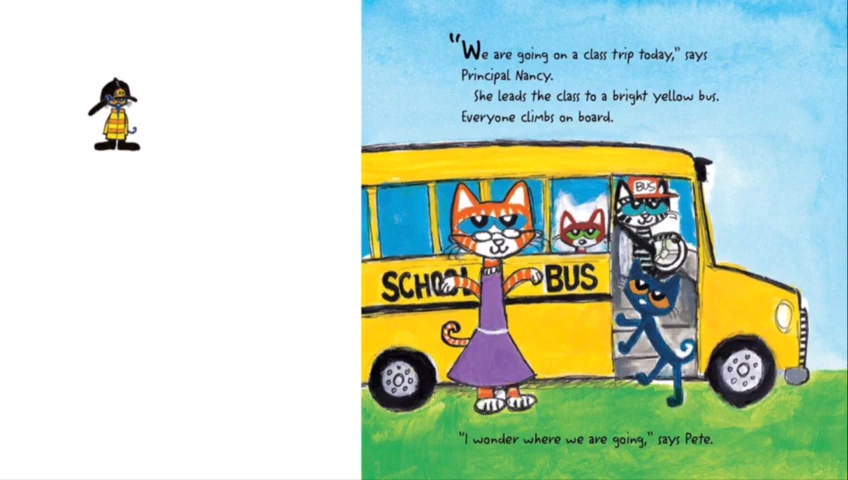 "We are going on a class trip today," says
Principal Nancy.
She leads the class to a bright yellow bus.
Everyone climbs on board.
BUS
SCHOOL BUS
"I wonder where we are going," says Pete.